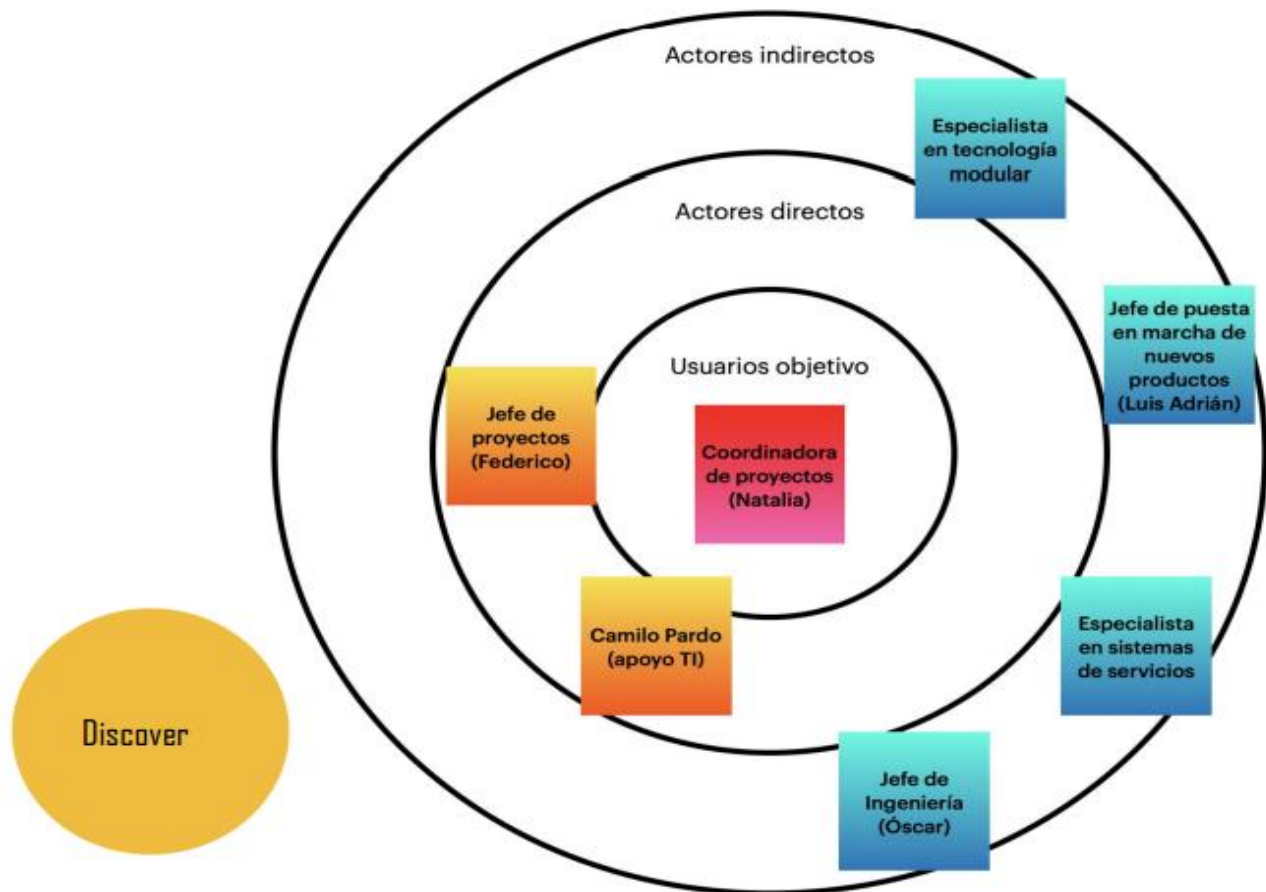 Actores indirectos
Especialista
en tecnología
modular
Actores directos
Jefe de puesta
en marcha de
nuevos
productos
(Luis Adrián)
Usuarios objetivo
Jefe de
proyectos
(Federico)
Coordinadora
de proyectos
(Natalia)
Camilo Pardo
(apoyo TI)
Especialista
en sistemas
de servicios
Discover
Jefe de
Ingeniería
(Óscar)